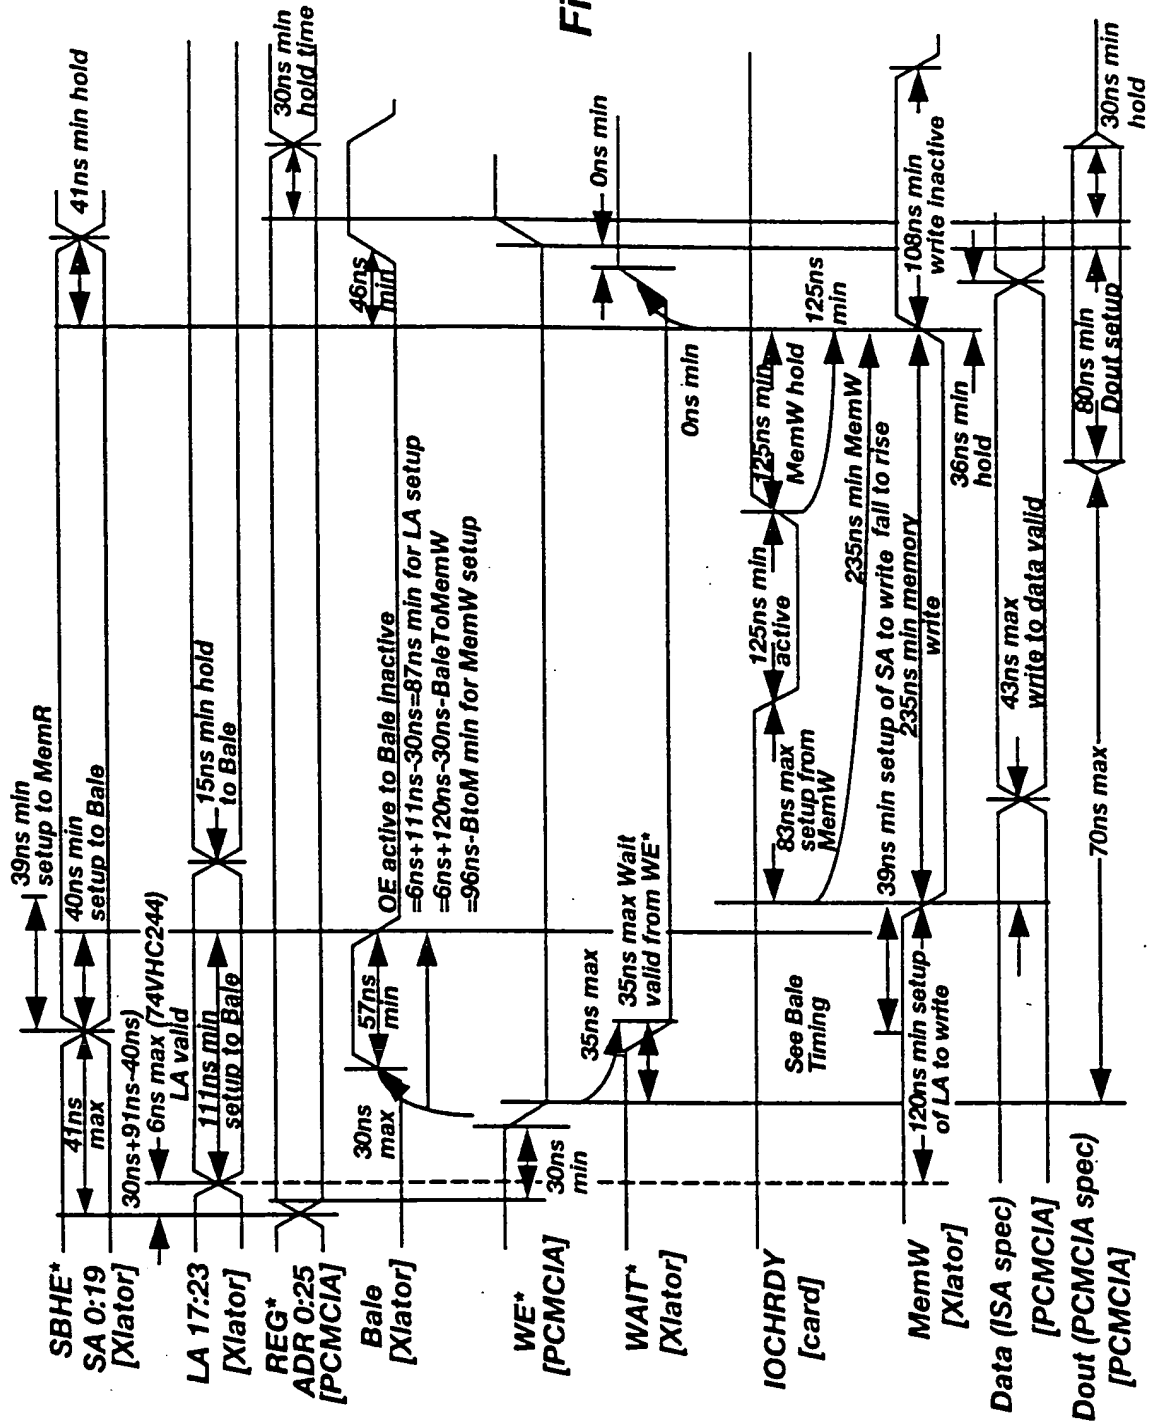 SBHE*
SA 0:19
[Xlator]
41ns
max
39ns min
setup to MemR
40ns min
setup to Bale
41ns min hold
30ns+91ns-40ns)
6ns max (74VHC244)
LA valid
LA 17:23
[Xlator]
111ns min
setup to Bale
15ns min hold
to Bale
REG*
ADR 0:25
[PCMCIA]
30ns min
hold time
Bale
[Xlator]
30ns
max
57ns
min
OE active to Bale Inactive
=6ns+111ns-30ns=87ns min for LA setup
=6ns+120ns-30ns-BaleToMemW
=96ns-BtoM min for MemW setup
46ns
min
WE*
[PCMCIA]
30ns
min
Fi
WAIT*
[Xlator]
35ns max
35ns max Wait
valid from WE*
0ns min
0ns min
IOCHRDY
[card]
See Bale
Timing
83ns max
setup from
MemW
125ns min
active
125ns min
MemW hold
125ns
min
235ns min MemW
39ns min setup of SA to write fall to rise
MemW
[Xlator]
120ns min setup
of LA to write
235ns min memory
write
108ns min
write inactive
Data (ISA spec)
[PCMCIA]
43ns max
write to data valid
36ns min
hold
Dout (PCMCIA spec)
[PCMCIA]
70ns max
80ns min
Dout setup
30ns min
hold